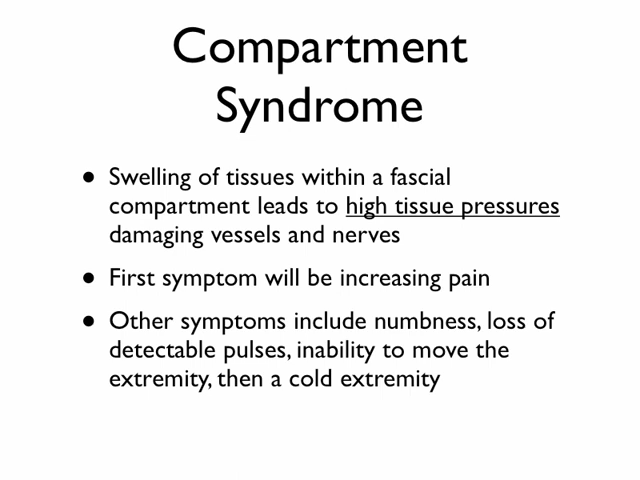 Compartment
Syndrome
• Swelling of tissues within a fascial
compartment leads to high tissue pressures
damaging vessels and nerves
• First symptom will be increasing pain
• Other symptoms include numbness, loss of
detectable pulses, inability to move the
extremity, then a cold extremity